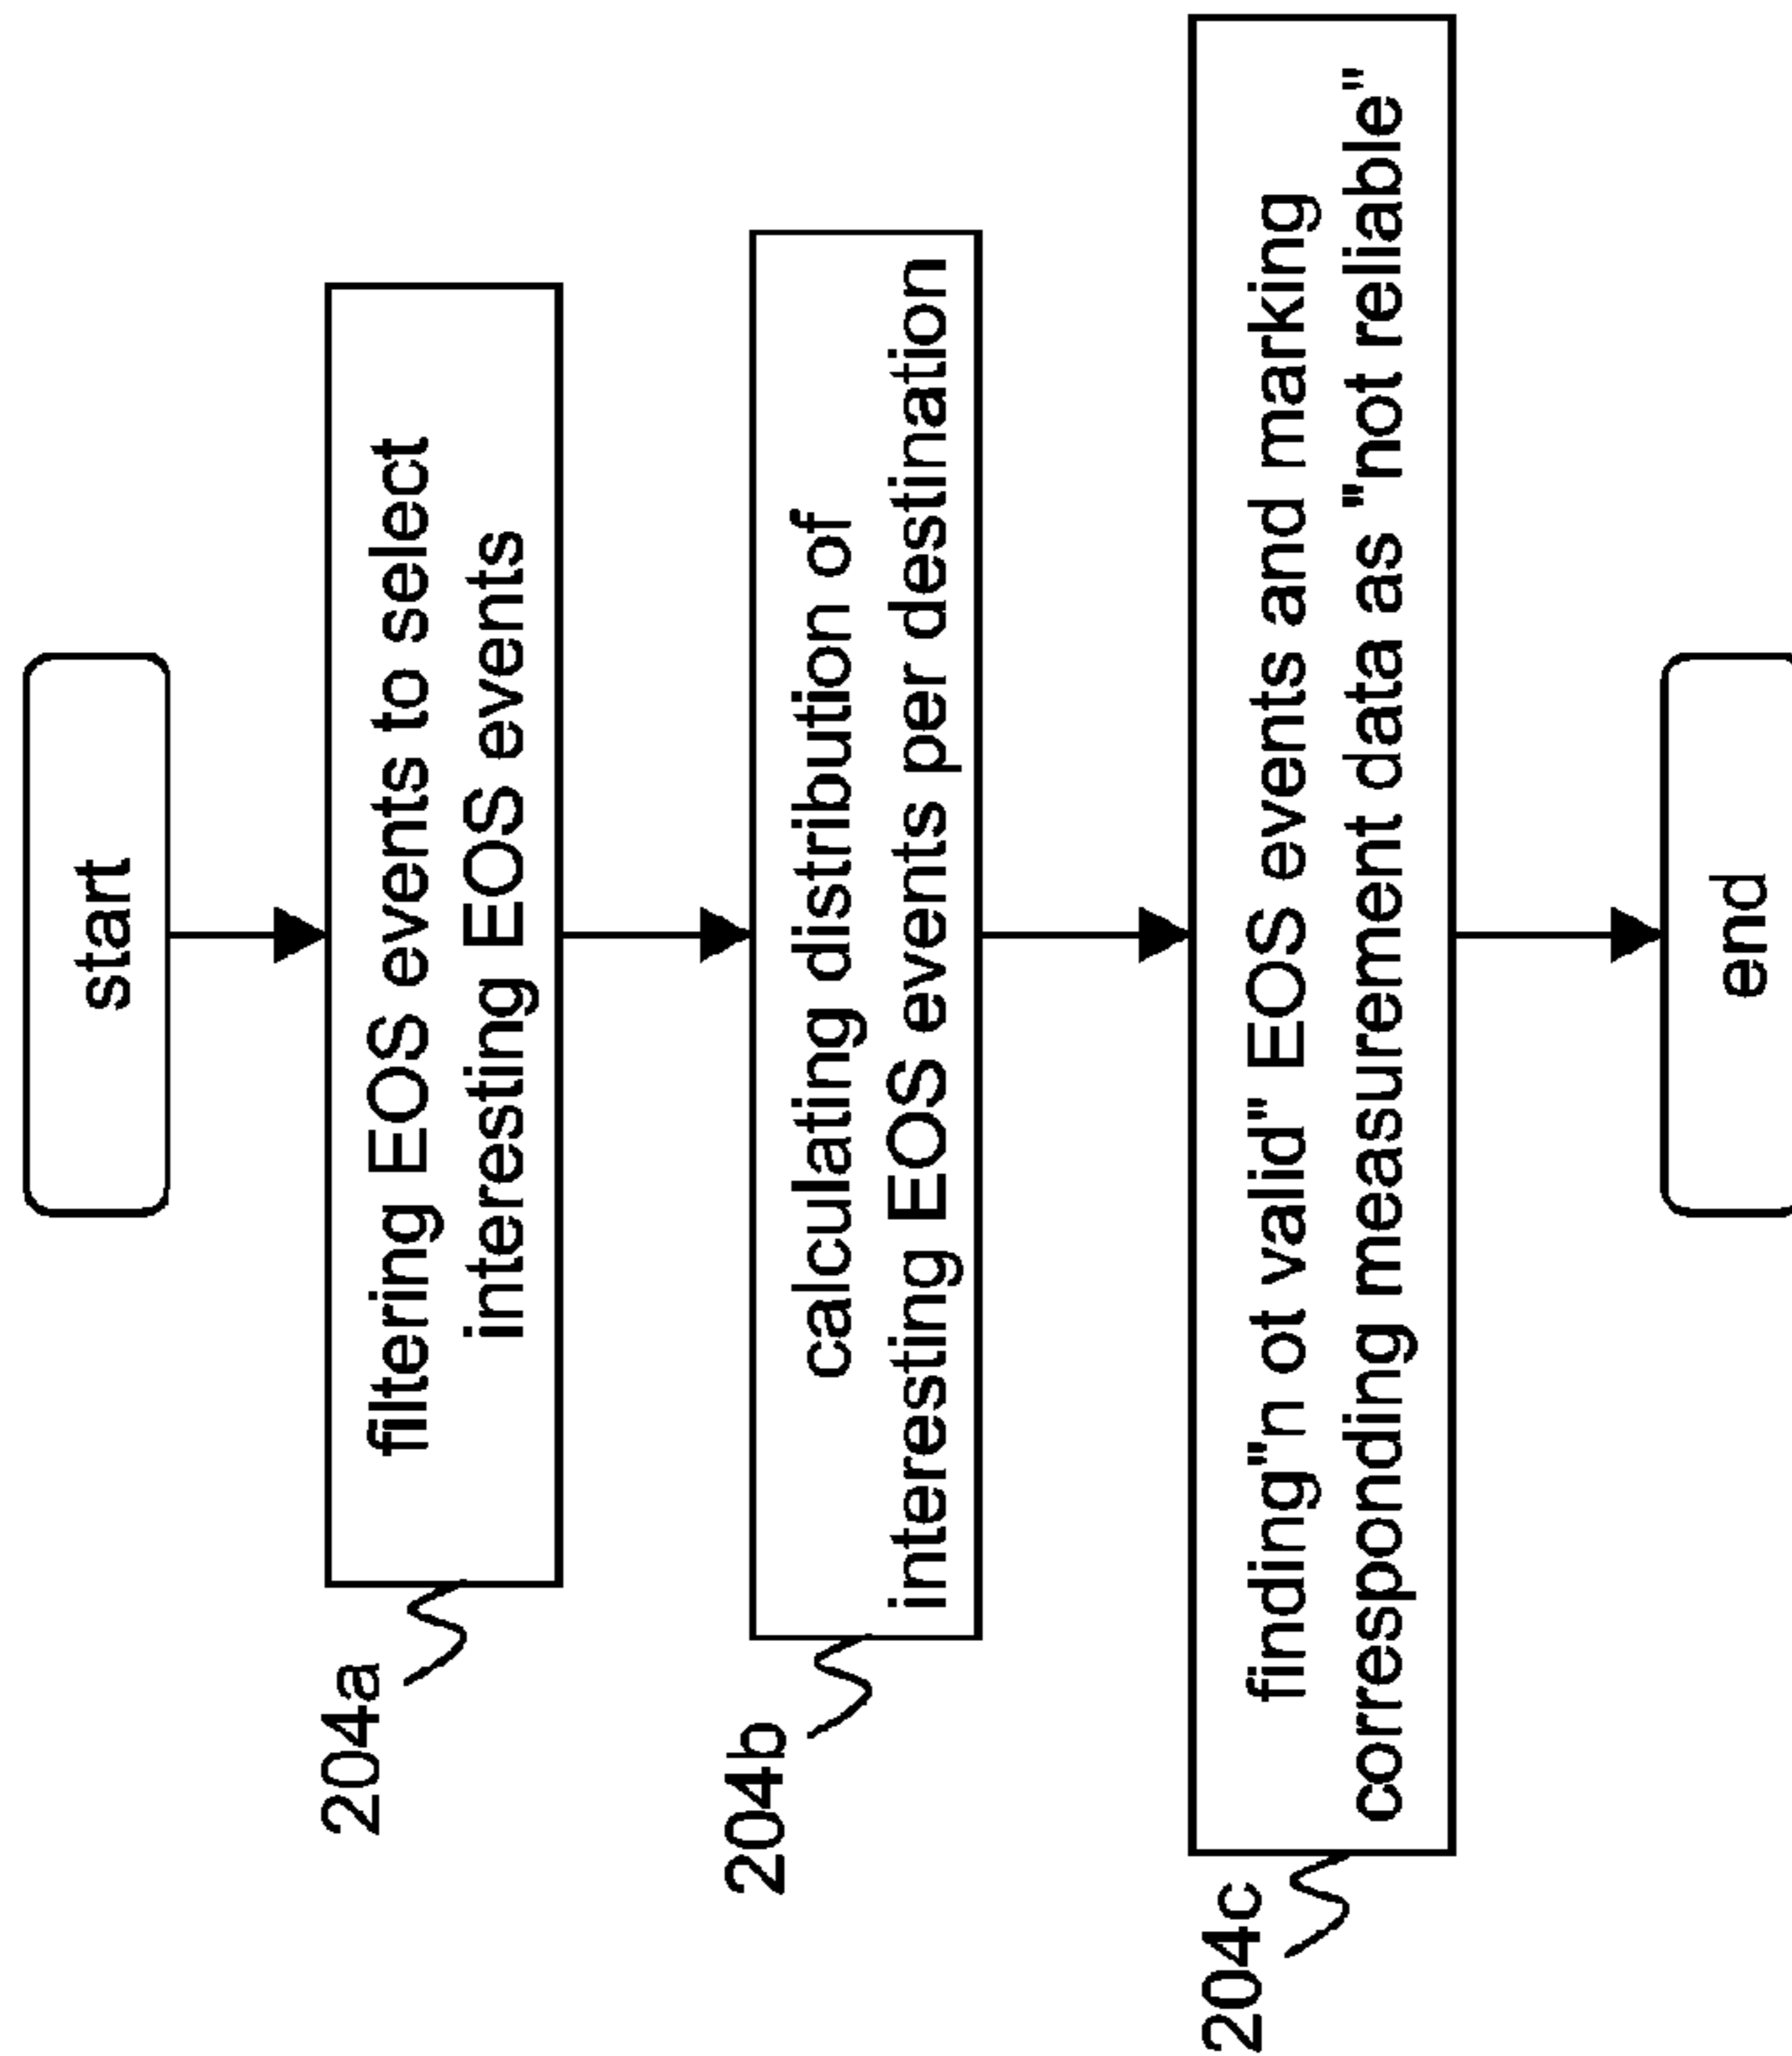 start
204a
filtering EOS events to select
interesting EOS events
204b
calculating distribution of
interesting EOS events per destination
204c
finding"n ot valid" EOS events and marking
corresponding measurement data as "not reliable"
end